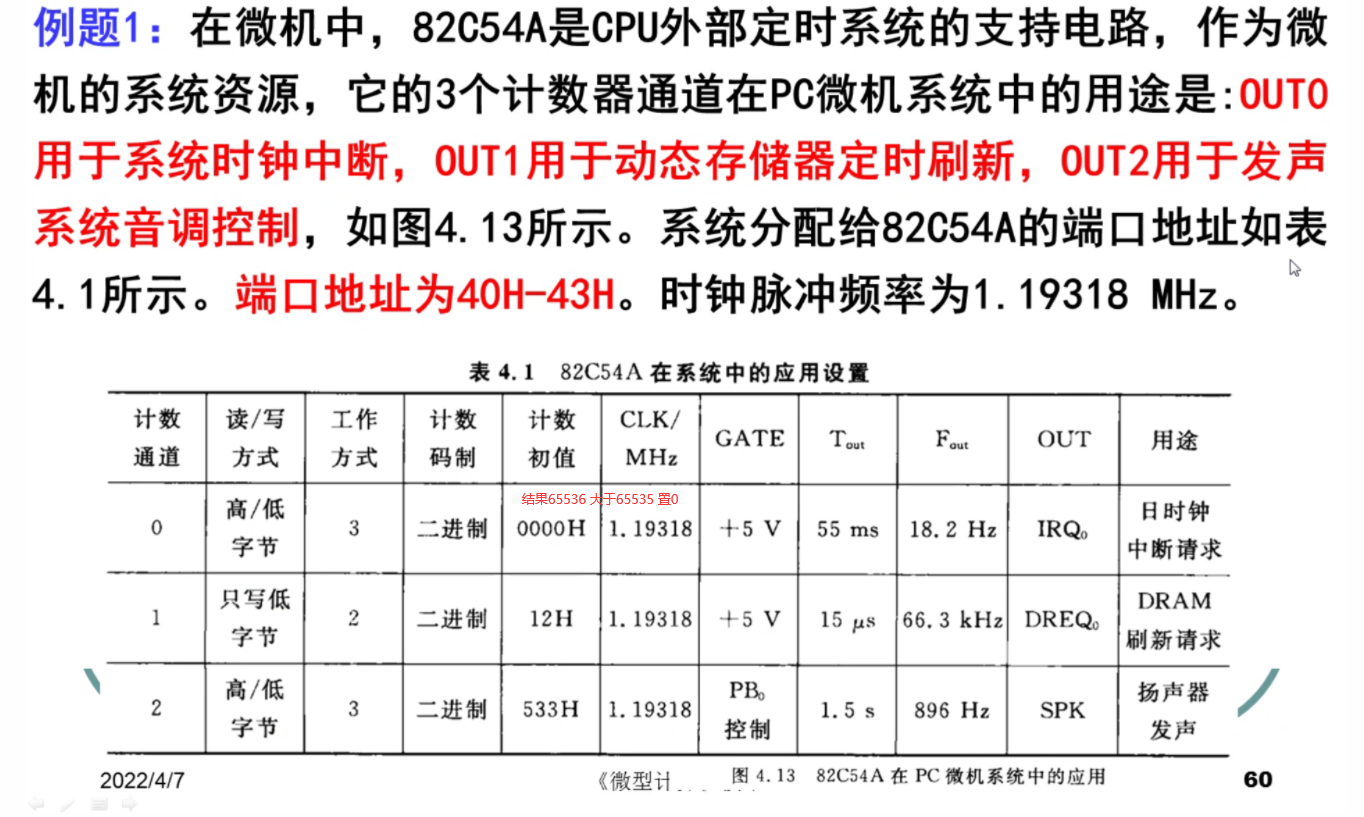 例题1：在微机中，82C54A是CPU外部定时系统的支持电路，作为微
机的系统资源，它的3个计数器通道在PC微机系统中的用途是:OUT0
用于系统时钟中断，OUT1用于动态存储器定时刷新，OUT2用于发声
系统音调控制，如图4.13所示。系统分配给82C54A的端口地址如表
4.1所示。端口地址为40H-43H。时钟脉冲频率为1.19318 MHz。
表 4.1 82C54A 在系统中的应用设置
计数通道 读/写方式 工作方式 计数码制 计数初值 CLK/MHz GATE Tout Fout OUT 用途
结果65536 大于65535 置0
0 高/低字节 3 二进制 0000H 1.19318 +5 V 55 ms 18.2 Hz IRQ0 日时钟中断请求
1 只写低字节 2 二进制 12H 1.19318 +5 V 15 μs 66.3 kHz DREQ0 DRAM刷新请求
2 高/低字节 3 二进制 533H 1.19318 PB0控制 1.5 s 896 Hz SPK 扬声器发声
2022/4/7
《微型计
图 4.13 82C54A 在 PC 微机系统中的应用
60